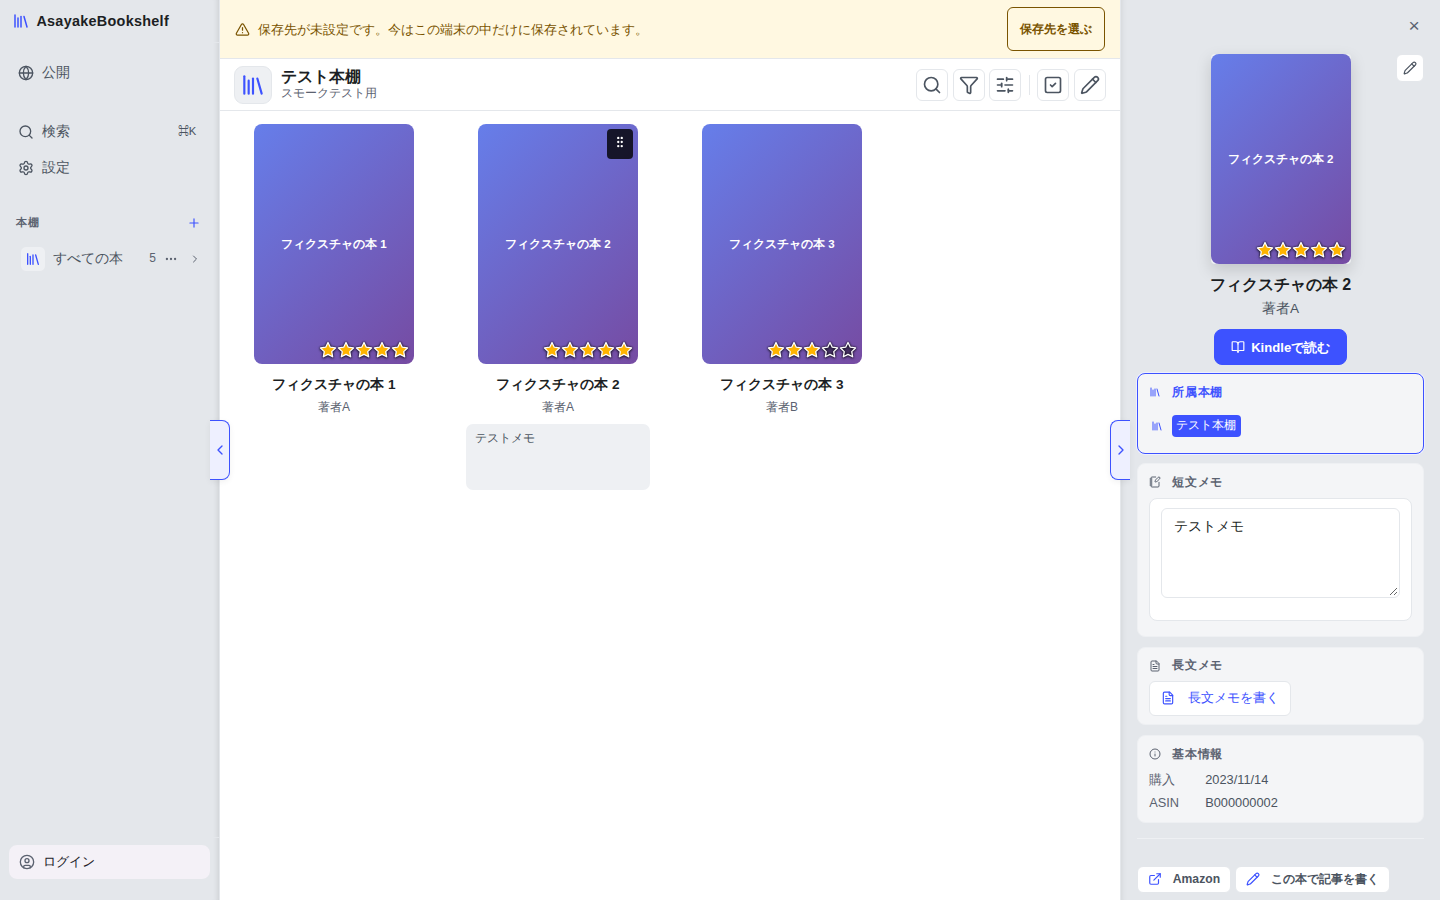 AsayakeBookshelf
公開
検索 ⌘K
設定
本棚
すべての本 5
ログイン
保存先が未設定です。今はこの端末の中だけに保存されています。
保存先を選ぶ
テスト本棚
スモークテスト用
フィクスチャの本 1
フィクスチャの本 2
フィクスチャの本 3
フィクスチャの本 1
著者A
フィクスチャの本 2
著者A
テストメモ
フィクスチャの本 3
著者B
フィクスチャの本 2
フィクスチャの本 2
著者A
Kindleで読む
所属本棚
テスト本棚
短文メモ
テストメモ
長文メモ
長文メモを書く
基本情報
購入 2023/11/14
ASIN B000000002
Amazon
この本で記事を書く